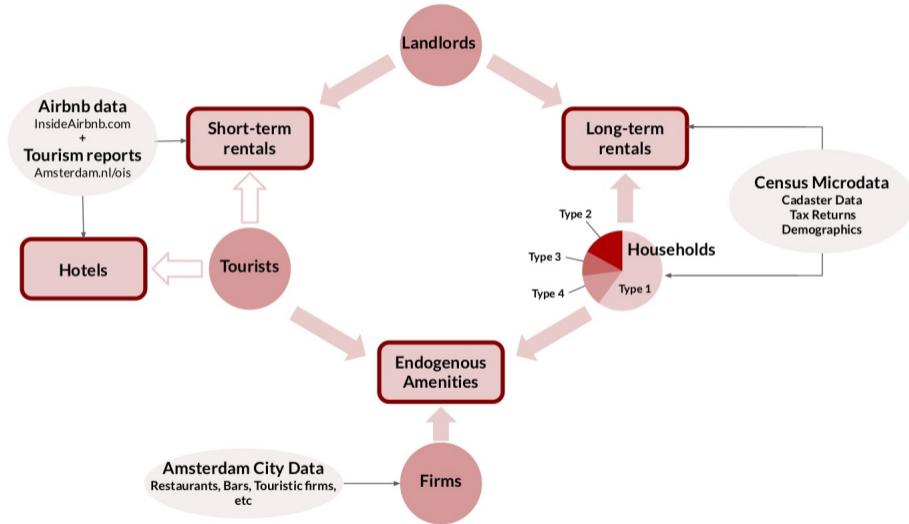 Landlords
Airbnb data
InsideAirbnb.com
+
Tourism reports
Amsterdam.nl/ois
Short-term
rentals
Long-term
rentals
Census Microdata
Cadaster Data
Tax Returns
Demographics
Hotels
Tourists
Type 2
Households
Type 3
Type 4
Type 1
Endogenous
Amenities
Amsterdam City Data
Restaurants, Bars, Touristic firms,
etc
Firms